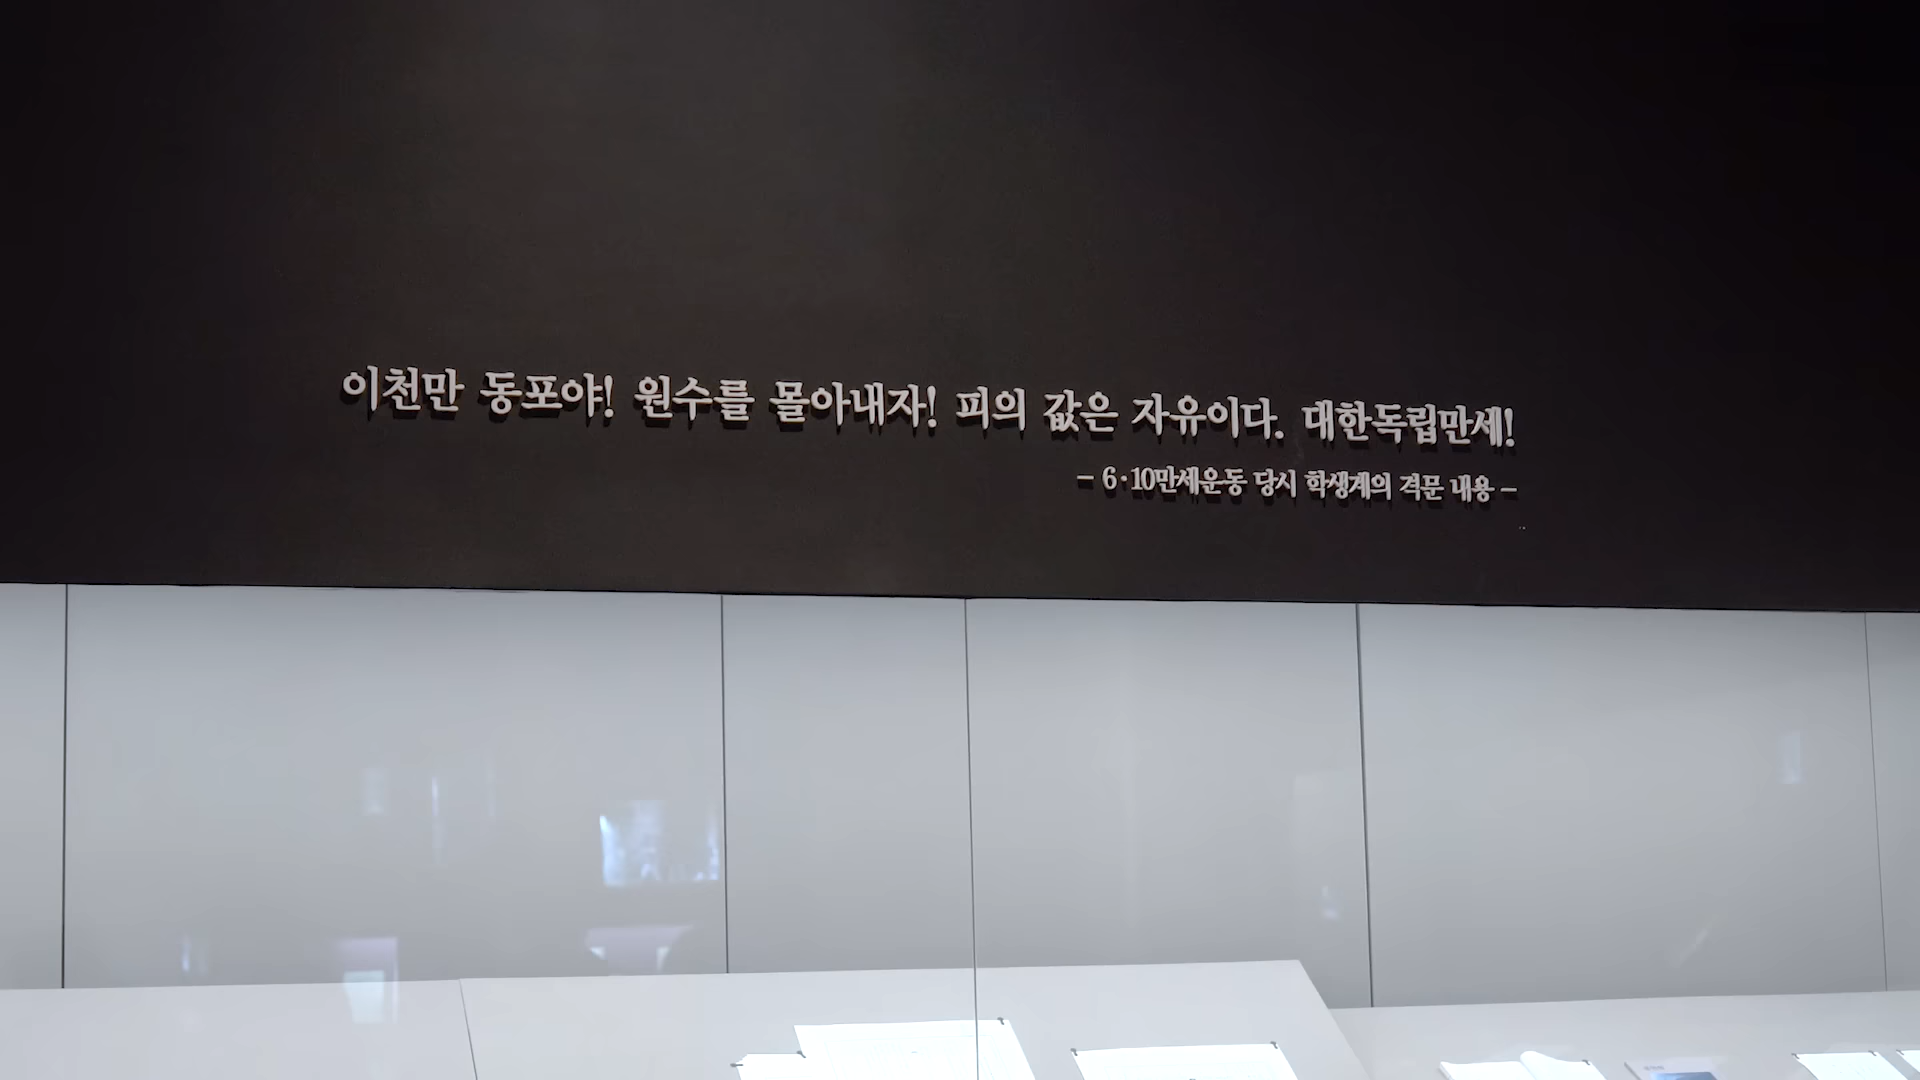 이천만 동포야! 원수를 몰아내자! 피의 값은 자유이다. 대한독립만세!
– 6·10만세운동 당시 학생계의 격문 내용 –